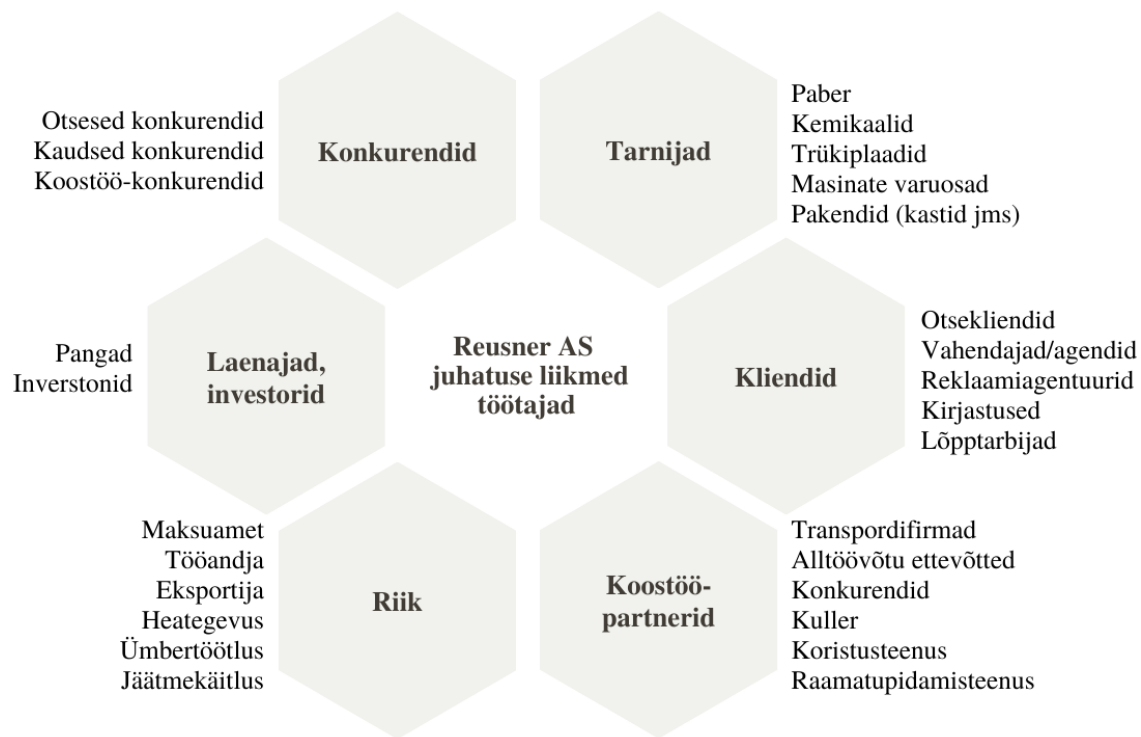 Otsesed konkurendid
Kaudsed konkurendid
Koostöö-konkurendid
Konkurendid
Tarnijad
Paber
Kemikaalid
Trükiplaadid
Masinate varuosad
Pakendid (kastid jms)
Pangad
Inverstonid
Laenajad,
investorid
Reusner AS
juhatuse liikmed
töötajad
Kliendid
Otsekliendid
Vahendajad/agendid
Reklaamiagentuurid
Kirjastused
Lõpptarbijad
Maksuamet
Tööandja
Eksportija
Heategevus
Ümbertöötlus
Jäätmekäitlus
Riik
Koostöö-
partnerid
Transpordifirmad
Alltöövõtu ettevõtted
Konkurendid
Kuller
Koristusteenus
Raamatupidamisteenus